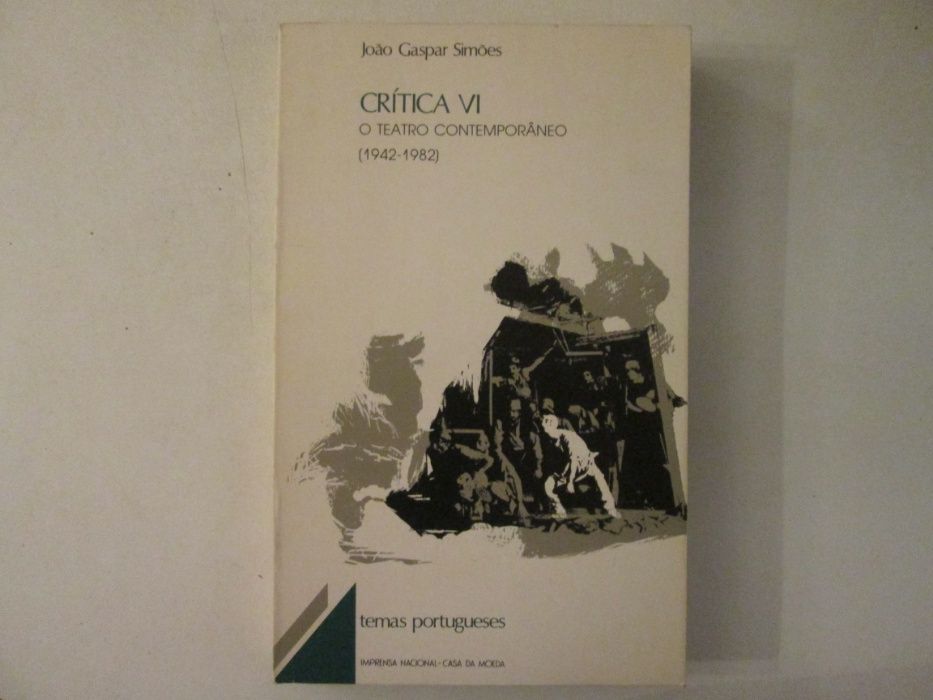 João Gaspar Simões
CRÍTICA VI
O TEATRO CONTEMPORÂNEO
(1942-1982)
temas portugueses
IMPRENSA NACIONAL-CASA DA MOEDA